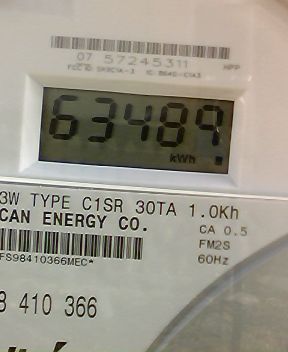 07 57245311
63489
kWh
3W TYPE C1SR 30TA 1.0Kh
CAN ENERGY CO.
CA 0.5
FM2S
60Hz
FS98410366MEC*
8 410 366